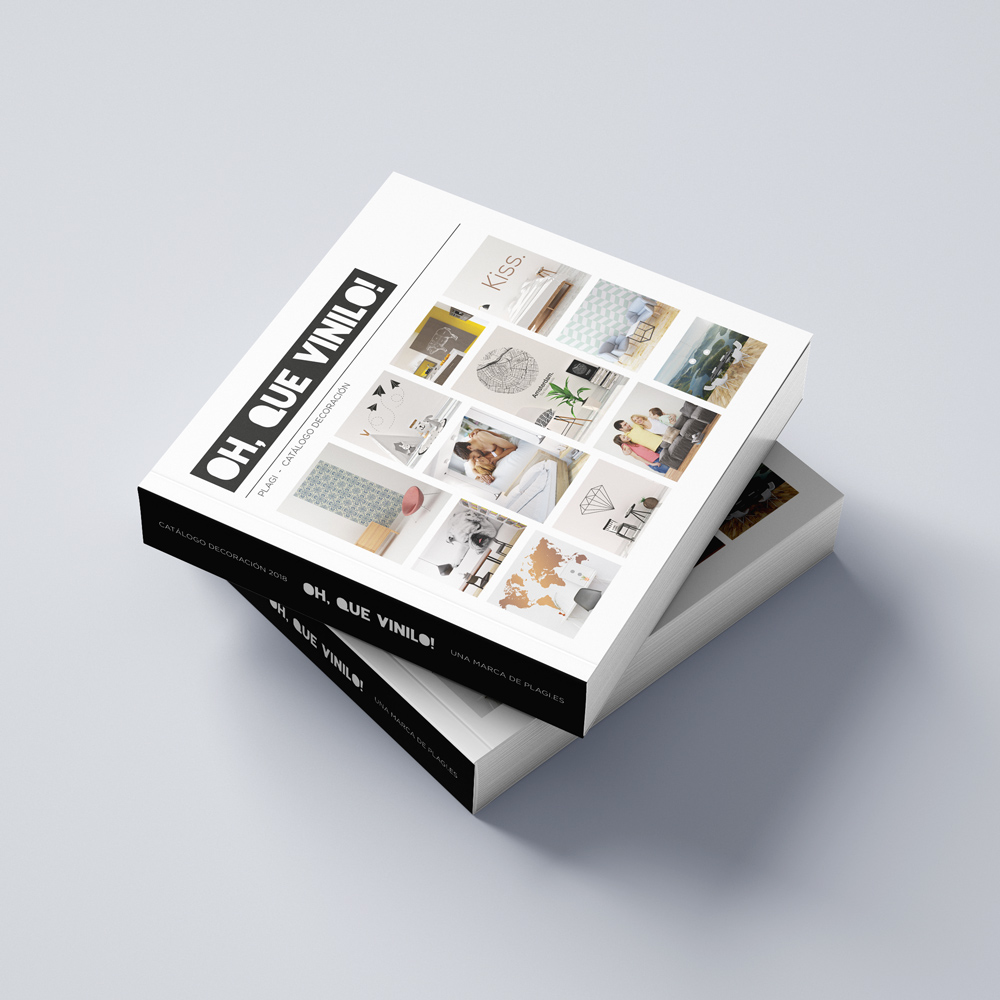 OH, QUE VINILO!
PLAGI - CATÁLOGO DECORACIÓN
Kiss.
Amsterdam.
CATÁLOGO DECORACIÓN 2018
OH, QUE VINILO!
UNA MARCA DE PLAGI.ES
OH, QUE VINILO!
UNA MARCA DE PLAGI.ES